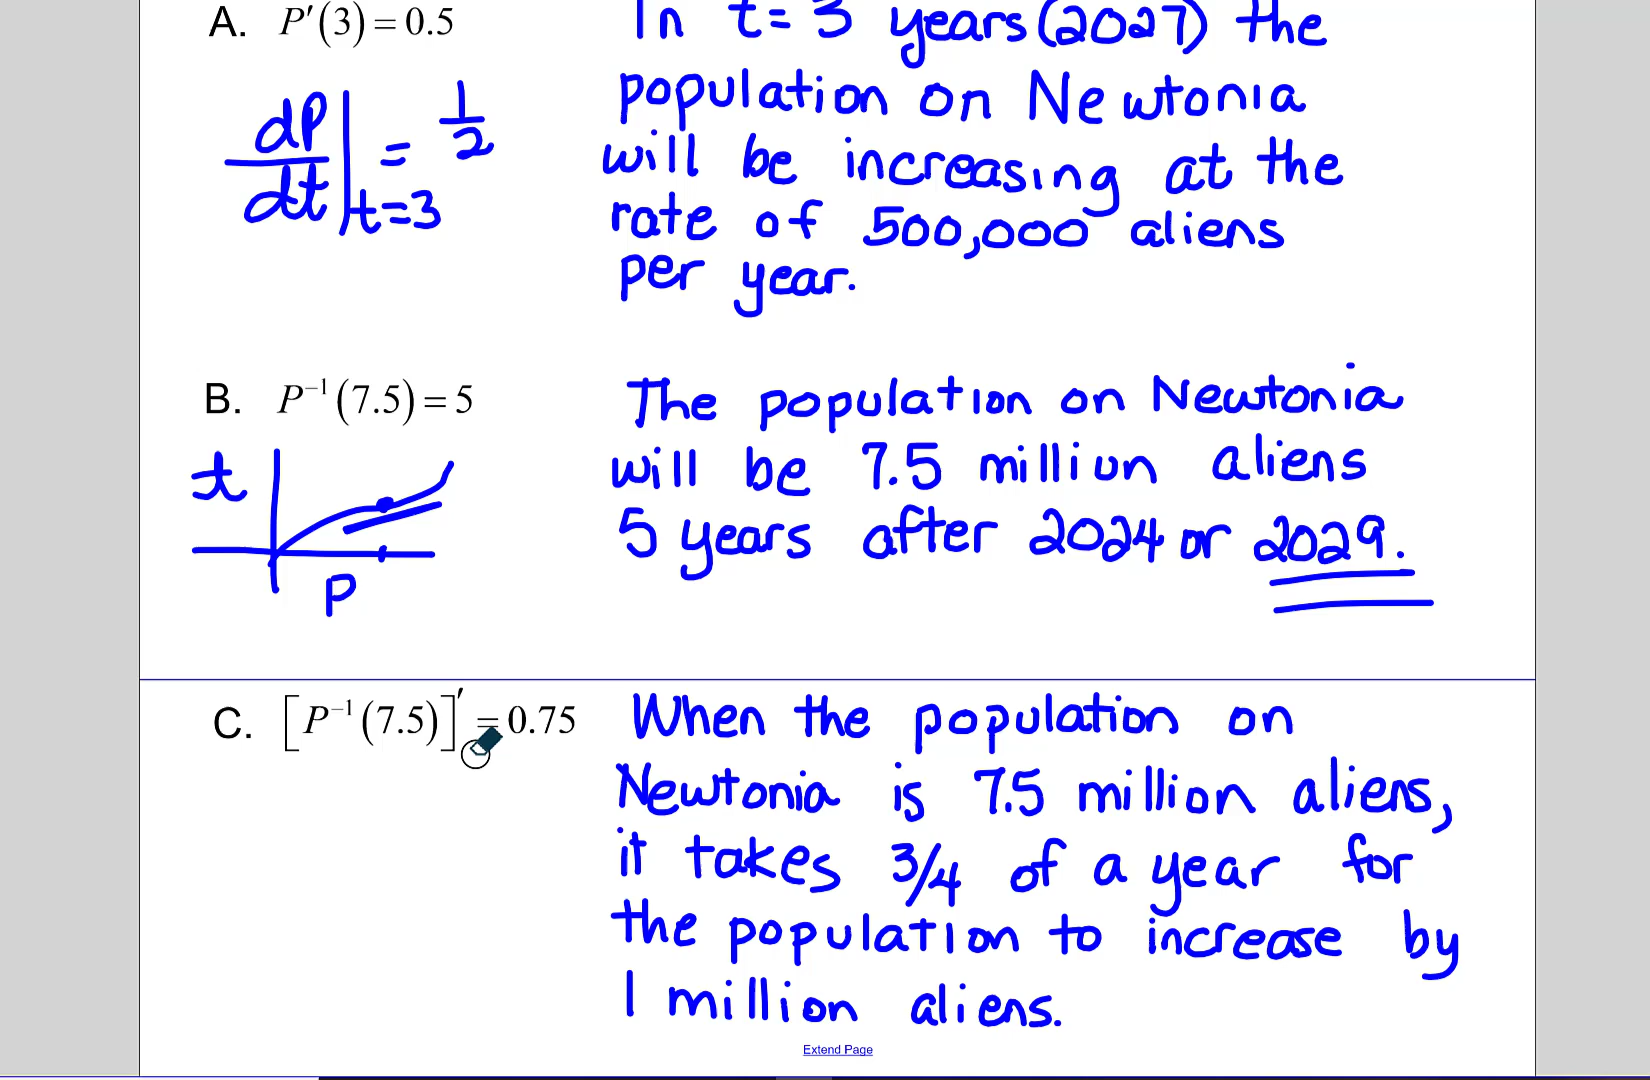 A. P′(3) = 0.5
In t = 3 years (2027) the
population on Newtonia
will be increasing at the
rate of 500,000 aliens
per year.
dP/dt |t=3 = 1/2
B. P⁻¹(7.5) = 5
The population on Newtonia
will be 7.5 million aliens
5 years after 2024 or 2029.
t
P
C. [P⁻¹(7.5)]′ = 0.75
When the population on
Newtonia is 7.5 million aliens,
it takes 3/4 of a year for
the population to increase by
1 million aliens.
Extend Page